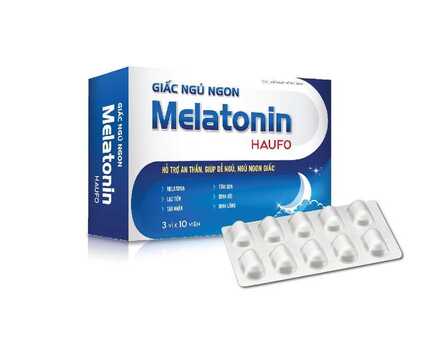 GIẤC NGỦ NGON
Melatonin
HAUFO
HỖ TRỢ AN THẦN, GIÚP DỄ NGỦ, NGỦ NGON GIẤC
MELATONIN
LẠC TIÊN
TÁO NHÂN
TÂM SEN
BÌNH VÔI
ĐINH LĂNG
3 VỈ X 10 VIÊN
GIẤC NGỦ NGON
Melatonin
HAUFO